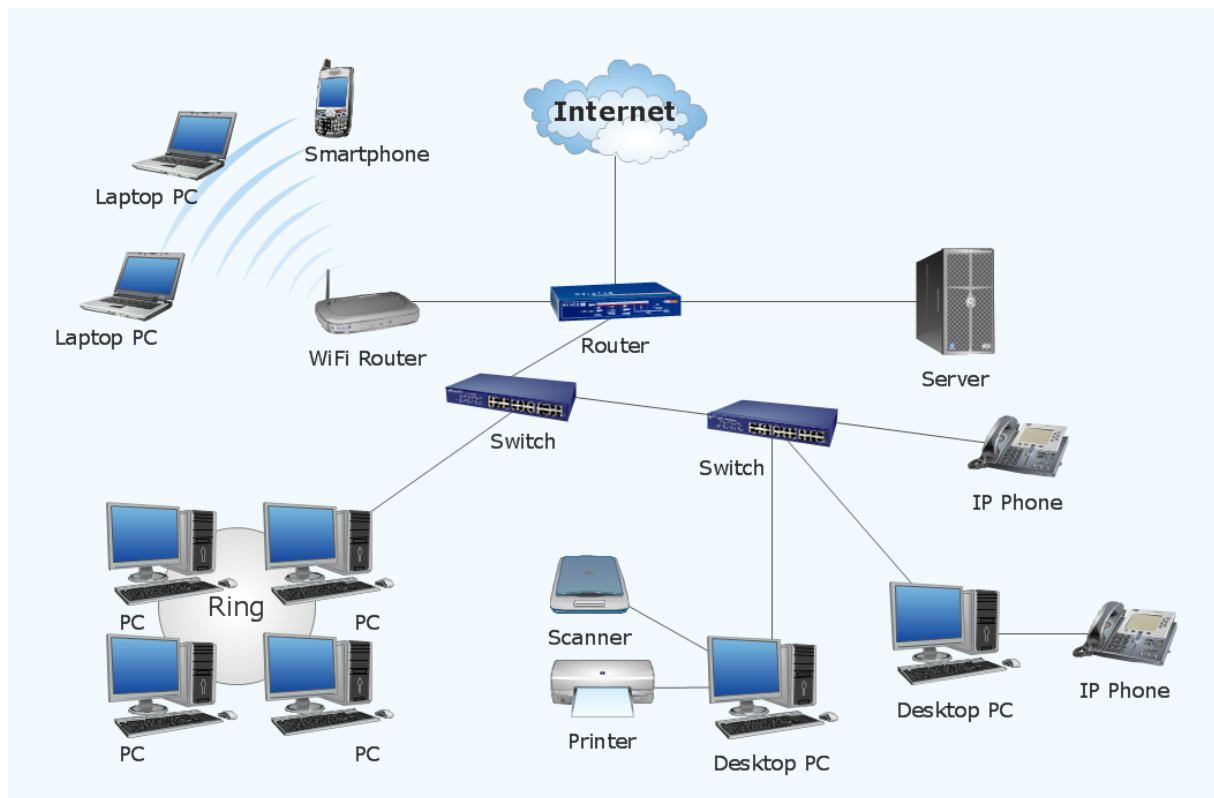 Internet
Smartphone
Laptop PC
Laptop PC
WiFi Router
Router
Server
Switch
Switch
IP Phone
Ring
PC
PC
PC
PC
Scanner
Printer
Desktop PC
Desktop PC
IP Phone